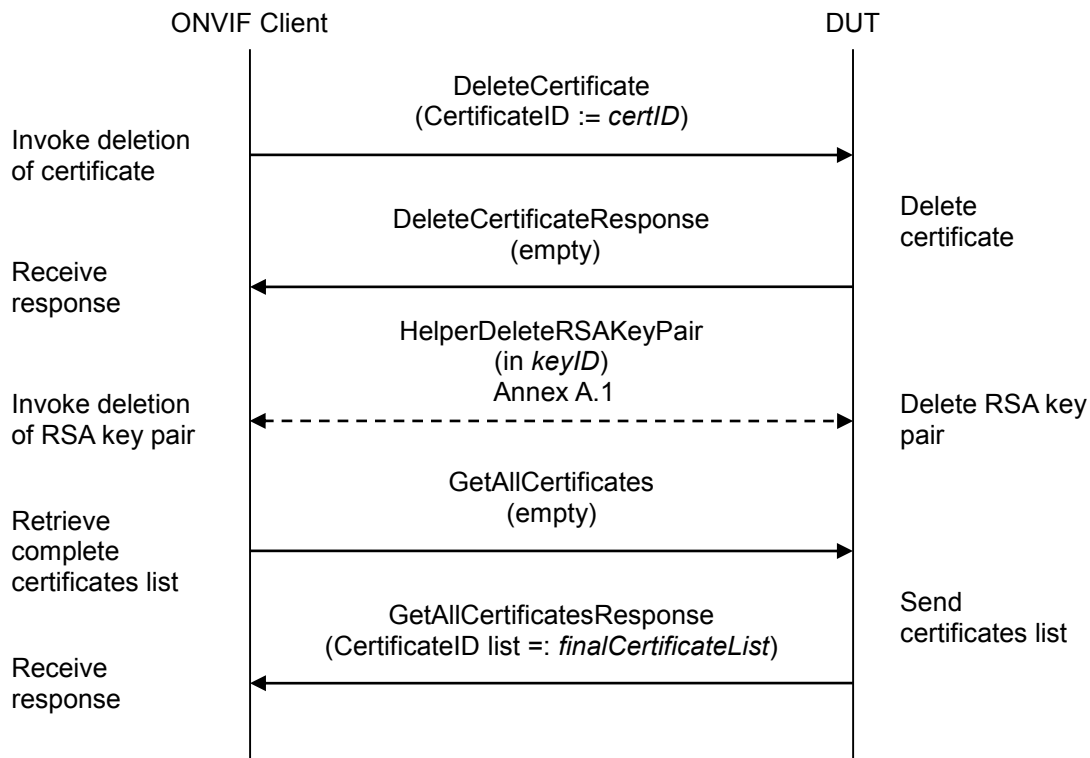 ONVIF Client
DUT
DeleteCertificate
(CertificateID := certID)
Invoke deletion
of certificate
DeleteCertificateResponse
(empty)
Delete
certificate
Receive
response
HelperDeleteRSAKeyPair
(in keyID)
Annex A.1
Invoke deletion
of RSA key pair
Delete RSA key
pair
GetAllCertificates
(empty)
Retrieve
complete
certificates list
GetAllCertificatesResponse
(CertificateID list =: finalCertificateList)
Send
certificates list
Receive
response